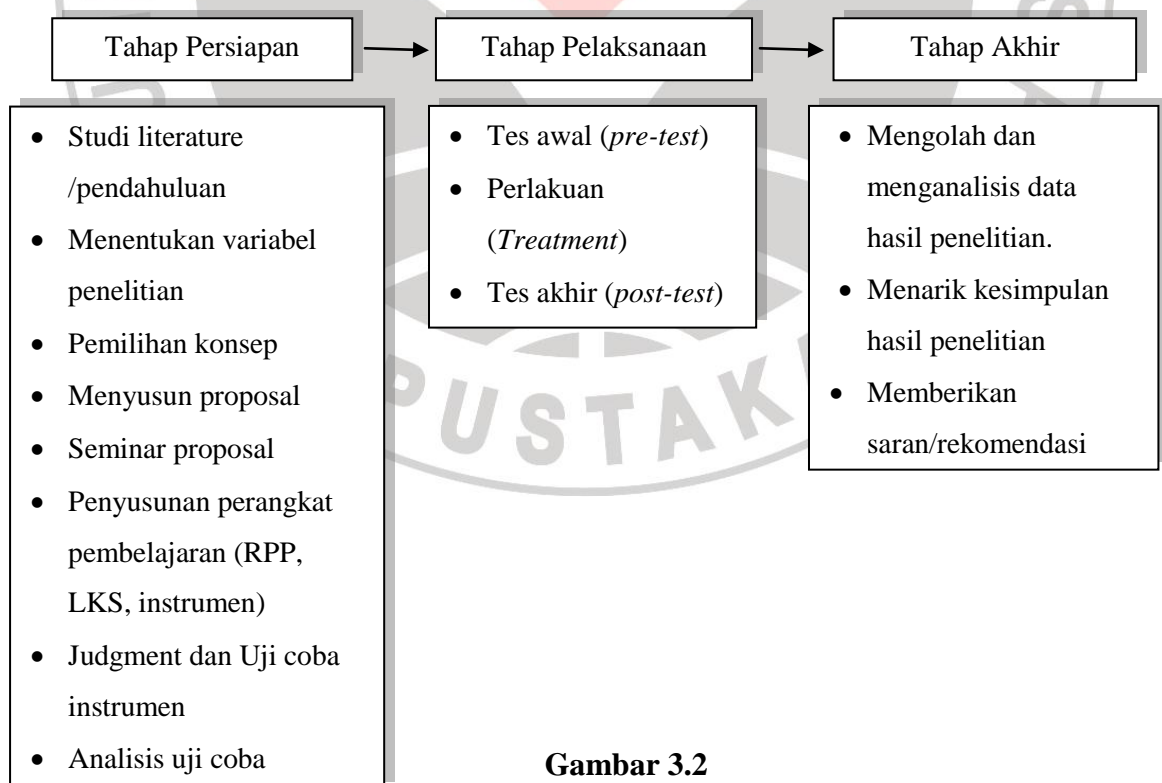 Tahap Persiapan
Tahap Pelaksanaan
Tahap Akhir
• Studi literature
/pendahuluan
• Menentukan variabel
penelitian
• Pemilihan konsep
• Menyusun proposal
• Seminar proposal
• Penyusunan perangkat
pembelajaran (RPP,
LKS, instrumen)
• Judgment dan Uji coba
instrumen
• Analisis uji coba
• Tes awal (pre-test)
• Perlakuan
(Treatment)
• Tes akhir (post-test)
• Mengolah dan
menganalisis data
hasil penelitian.
• Menarik kesimpulan
hasil penelitian
• Memberikan
saran/rekomendasi
PUSTAK
Gambar 3.2